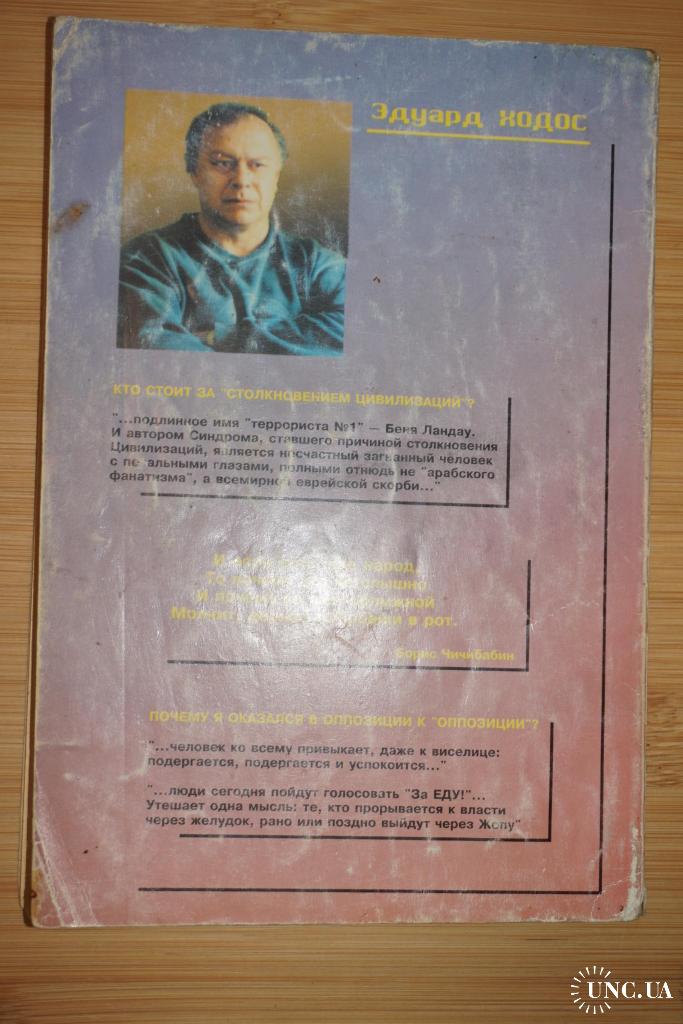 Эдуард ХОДОС
КТО СТОИТ ЗА "СТОЛКНОВЕНИЕМ ЦИВИЛИЗАЦИЙ"?
"...подлинное имя "террориста №1" – Беня Ландау.
И автором Синдрома, ставшего причиной столкновения
Цивилизаций, является несчастный загнанный человек
с печальными глазами, полными отнюдь не "арабского
фанатизма", а всемирной еврейской скорби..."
И народ,
То слышно
И
Молчит, в рот.
Борис Чичибабин
ПОЧЕМУ Я ОКАЗАЛСЯ В ОППОЗИЦИИ К "ОППОЗИЦИИ"?
"...человек ко всему привыкает, даже к виселице:
подергается, подергается и успокоится..."
"...люди сегодня пойдут голосовать "За ЕДУ!"...
Утешает одна мысль: те, кто прорывается к власти
через желудок, рано или поздно выйдут через Жопу"
UNC.UA